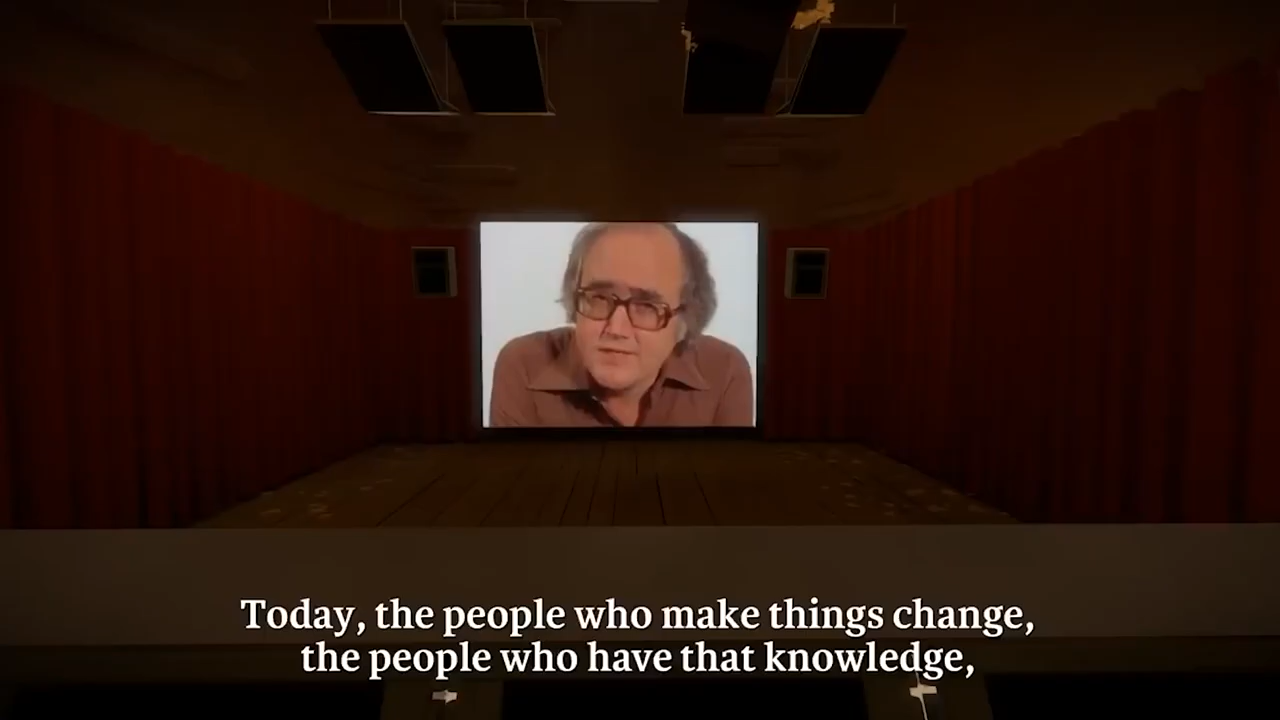 Today, the people who make things change,
the people who have that knowledge,